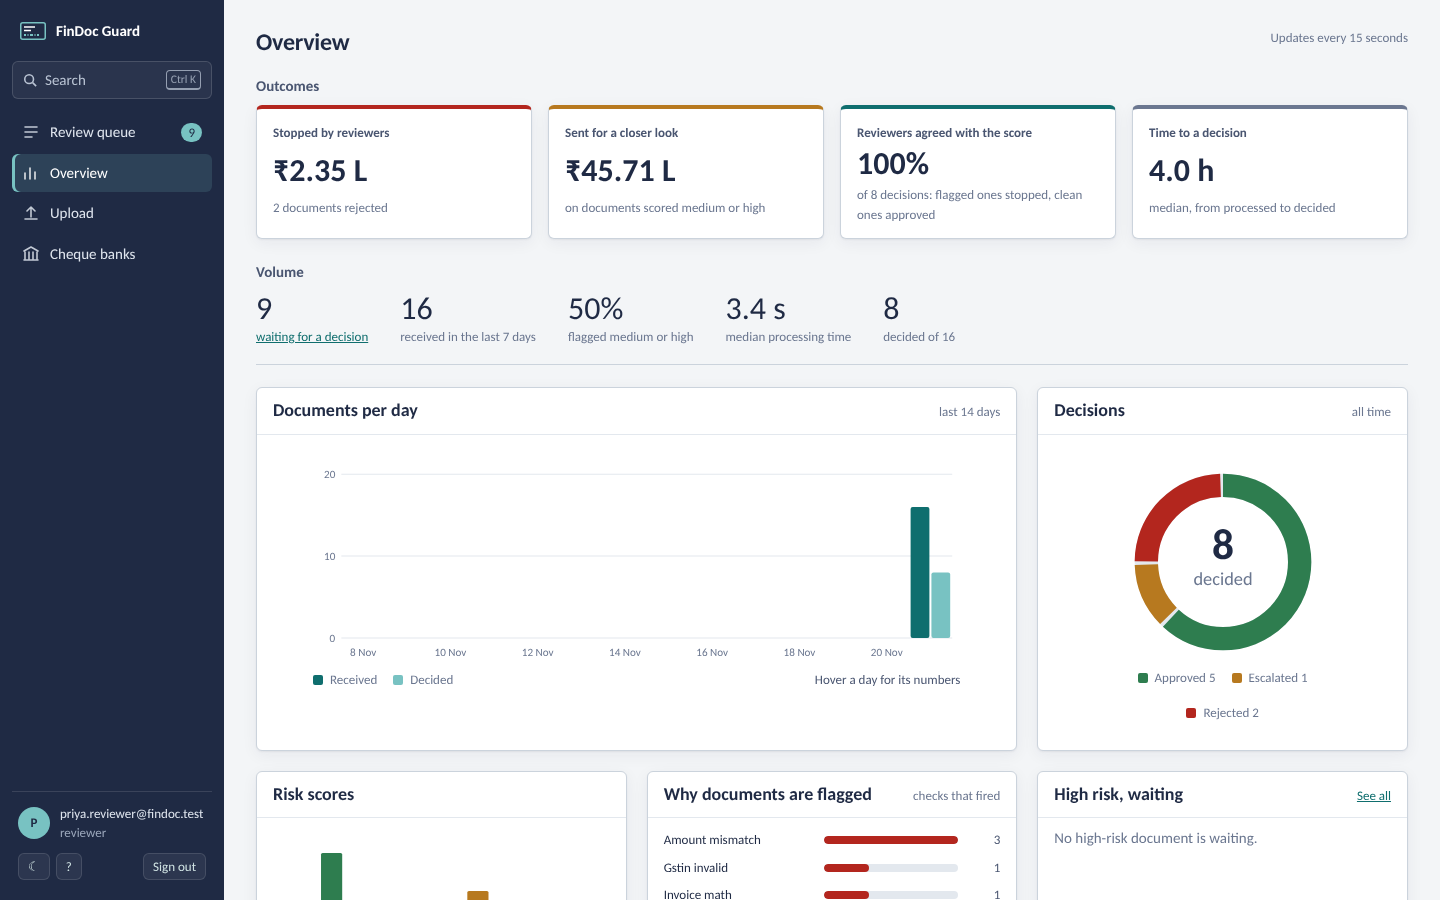 FinDoc Guard
Search
Ctrl K
Review queue
9
Overview
Upload
Cheque banks
priya.reviewer@findoc.test
P
reviewer
?
Sign out
Overview
Updates every 15 seconds
Outcomes
Stopped by reviewers
₹2.35 L
2 documents rejected
Sent for a closer look
₹45.71 L
on documents scored medium or high
Reviewers agreed with the score
100%
of 8 decisions: flagged ones stopped, clean
ones approved
Time to a decision
4.0 h
median, from processed to decided
Volume
9
waiting for a decision
16
received in the last 7 days
50%
flagged medium or high
3.4 s
median processing time
8
decided of 16
Documents per day
last 14 days
20
10
0
8 Nov
10 Nov
12 Nov
14 Nov
16 Nov
18 Nov
20 Nov
Received
Decided
Hover a day for its numbers
Decisions
all time
8
decided
Approved 5
Escalated 1
Rejected 2
Risk scores
Why documents are flagged
checks that fired
Amount mismatch
3
Gstin invalid
1
Invoice math
1
High risk, waiting
See all
No high-risk document is waiting.